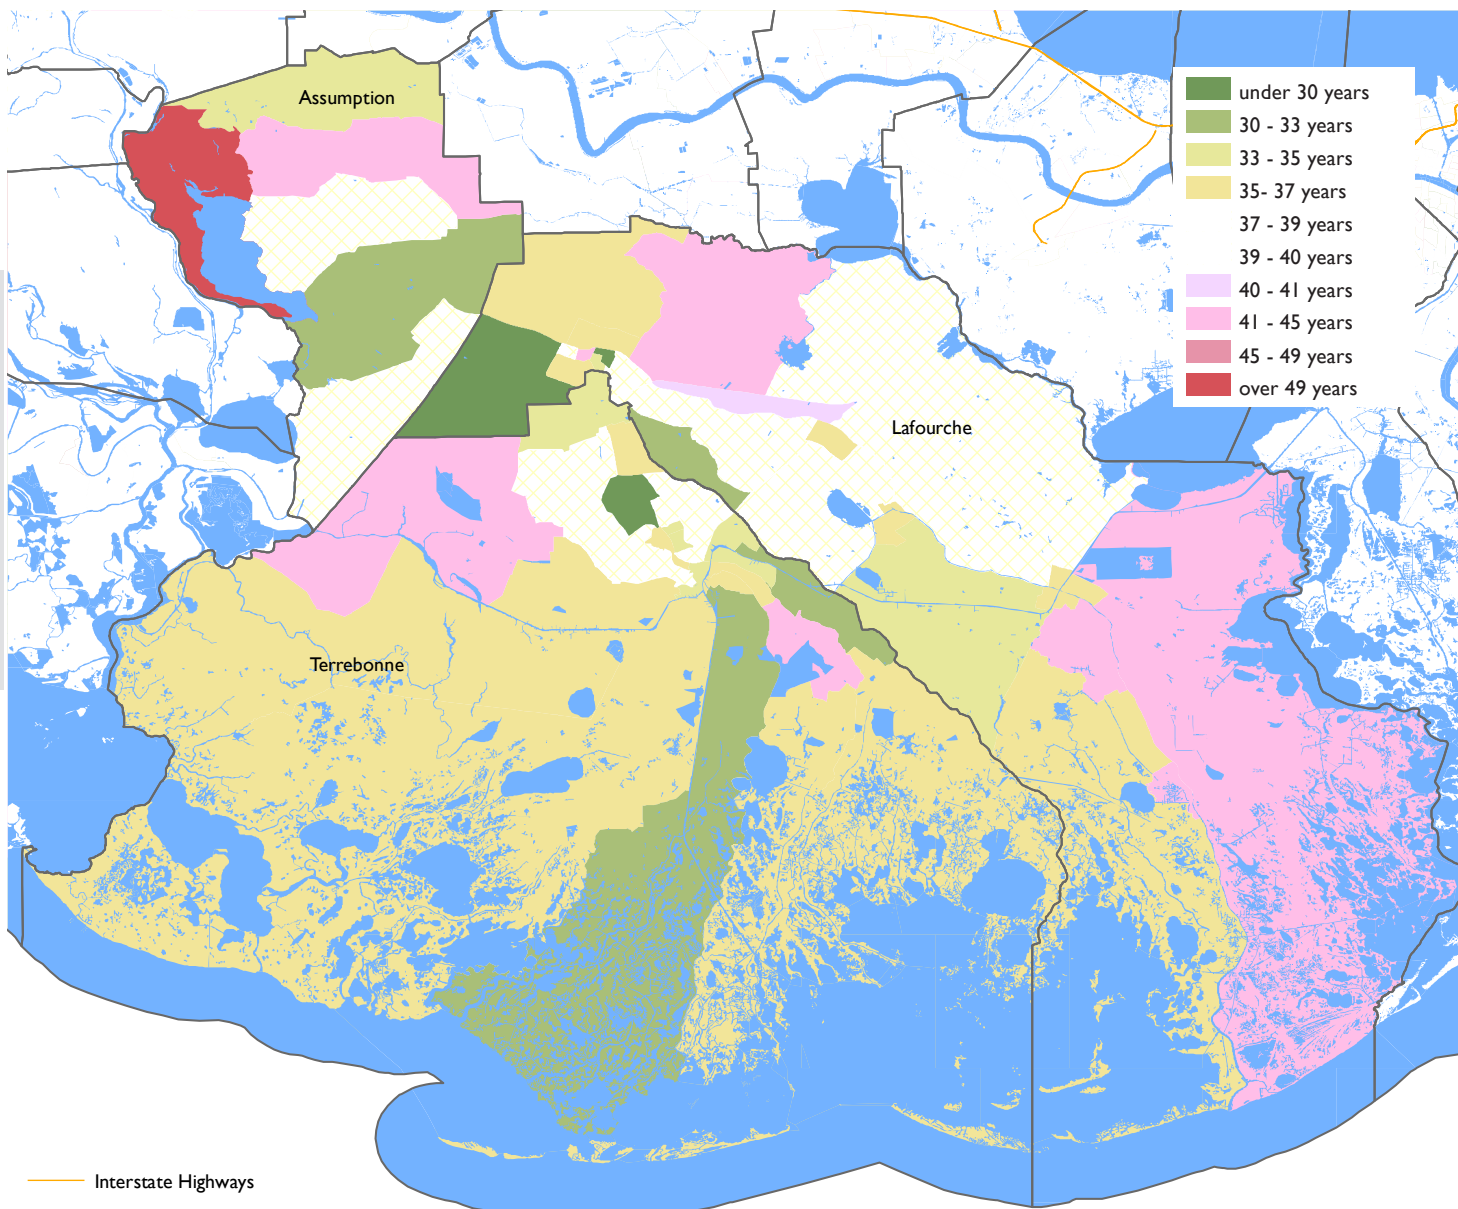 Assumption
under 30 years
30 - 33 years
33 - 35 years
35- 37 years
37 - 39 years
39 - 40 years
40 - 41 years
41 - 45 years
45 - 49 years
over 49 years
Lafourche
Terrebonne
Interstate Highways